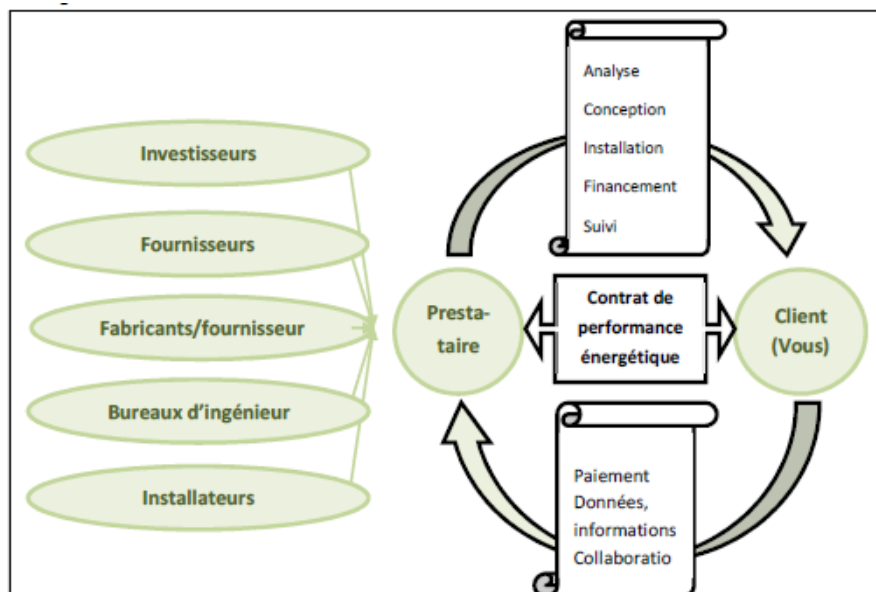 Investisseurs
Fournisseurs
Fabricants/fournisseur
Bureaux d'ingénieur
Installateurs
Presta-
taire
Analyse
Conception
Installation
Financement
Suivi
Contrat de
performance
énergétique
Client
(Vous)
Paiement
Données,
informations
Collaboratio